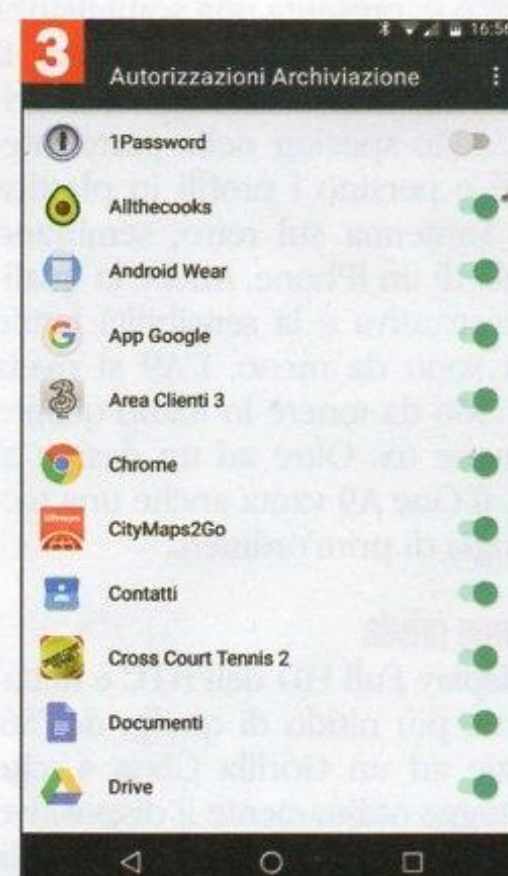 3
16:56
Autorizzazioni Archiviazione
1Password
Allthecooks
Android Wear
App Google
Area Clienti 3
Chrome
CityMaps2Go
Contatti
Cross Court Tennis 2
Documenti
Drive